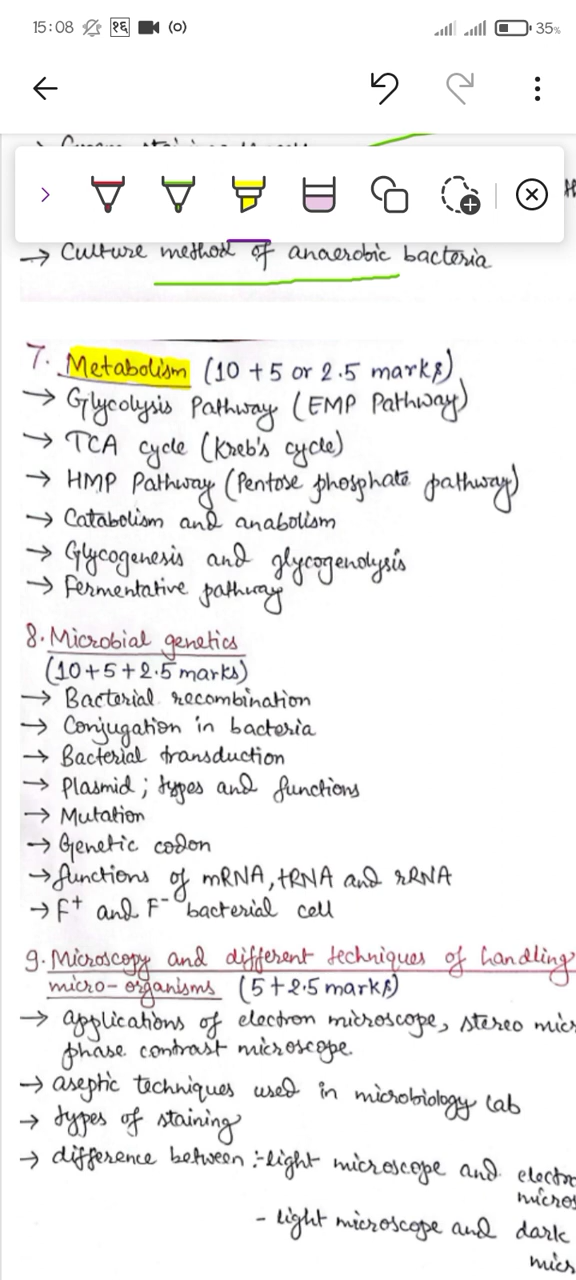 15:08
35%
→ Culture method of anaerobic bacteria
7. Metabolism (10 + 5 or 2.5 marks)
→ Glycolysis Pathway (EMP Pathway)
→ TCA cycle (Kreb's cycle)
→ HMP Pathway (Pentose phosphate pathway)
→ Catabolism and anabolism
→ Glycogenesis and glycogenolysis
→ Fermentative pathway
8. Microbial genetics
(10+5+2.5 marks)
→ Bacterial recombination
→ Conjugation in bacteria
→ Bacterial transduction
→ Plasmid ; types and functions
→ Mutation
→ Genetic codon
→ functions of mRNA, tRNA and rRNA
→ F⁺ and F⁻ bacterial cell
9. Microscopy and different techniques of handling
micro-organisms (5+2.5 marks)
→ applications of electron microscope, stereo
phase contrast microscope.
→ aseptic techniques used in microbiology lab
→ types of staining
→ difference between :- light microscope and
- light microscope and dark